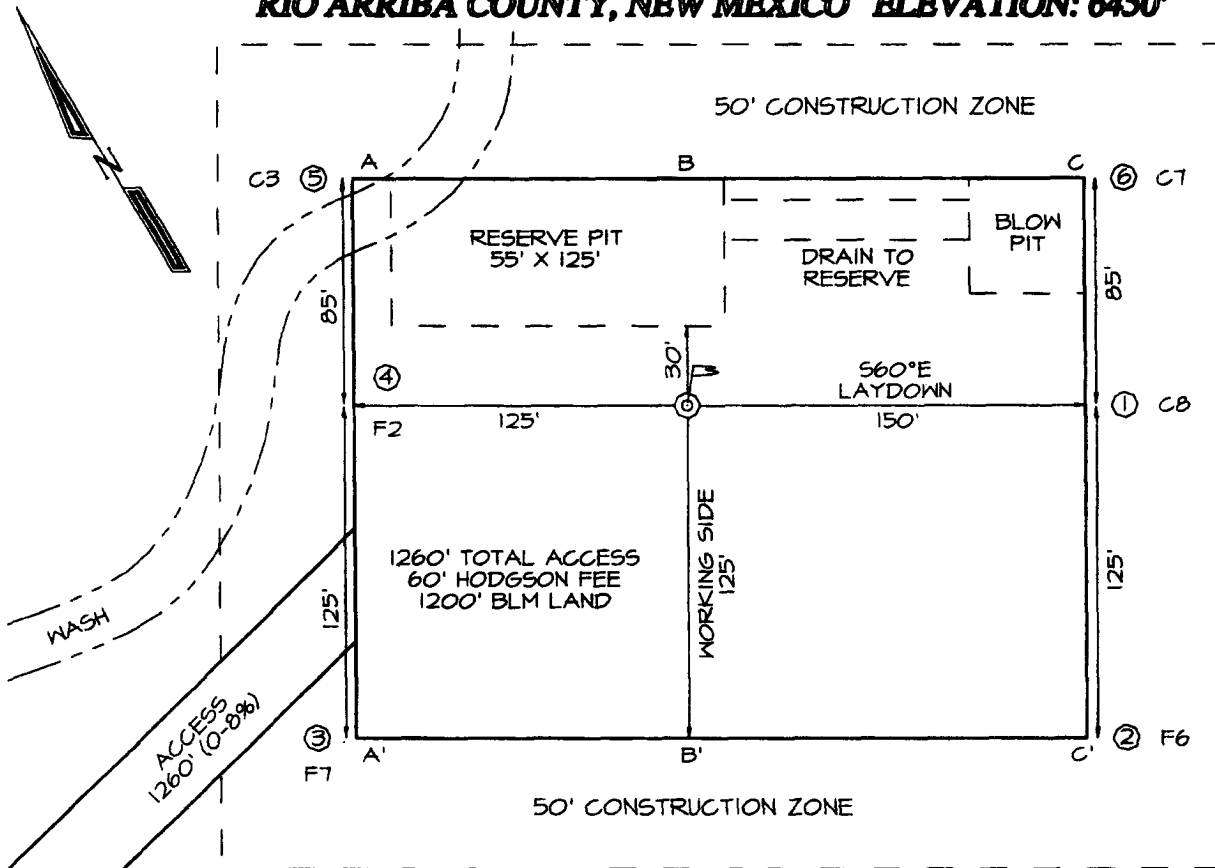 RIO ARRIBA COUNTY, NEW MEXICO ELEVATION: 6450'
50' CONSTRUCTION ZONE
N
A
B
C
C3 5
6 C7
RESERVE PIT
55' X 125'
BLOW
PIT
DRAIN TO
RESERVE
85'
85'
30'
4
S60°E
LAYDOWN
1 C8
F2
125'
150'
WORKING SIDE
125'
1260' TOTAL ACCESS
60' HODGSON FEE
1200' BLM LAND
125'
125'
WASH
ACCESS
1260' (0-8%)
3
F7
A'
B'
C'
2 F6
50' CONSTRUCTION ZONE